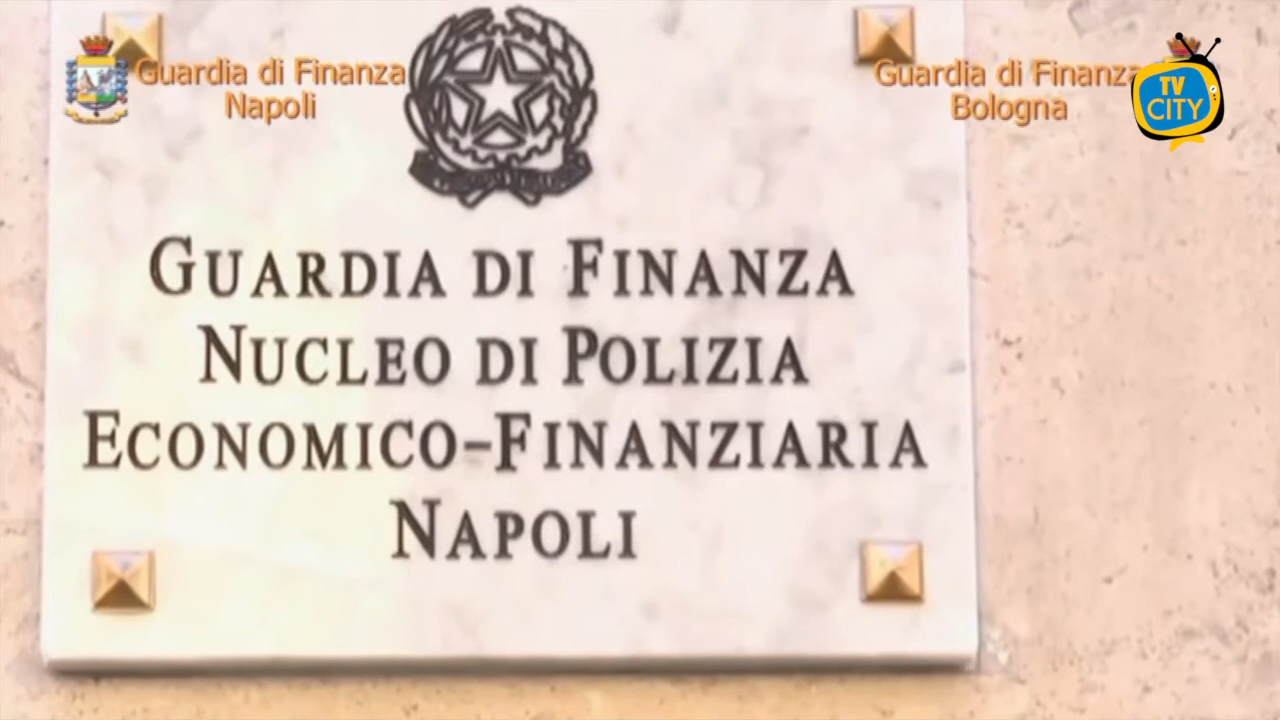 Guardia di Finanza
Napoli
Guardia di Finanza
Bologna
TV
CITY
GUARDIA DI FINANZA
NUCLEO DI POLIZIA
ECONOMICO-FINANZIARIA
NAPOLI